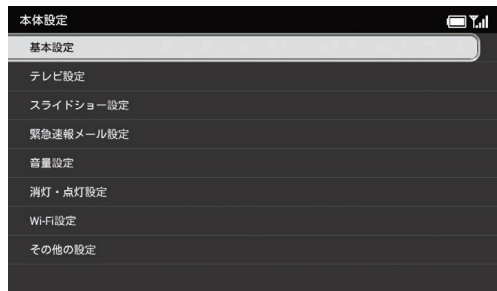 本体設定
基本設定
テレビ設定
スライドショー設定
緊急速報メール設定
音量設定
消灯・点灯設定
Wi-Fi設定
その他の設定